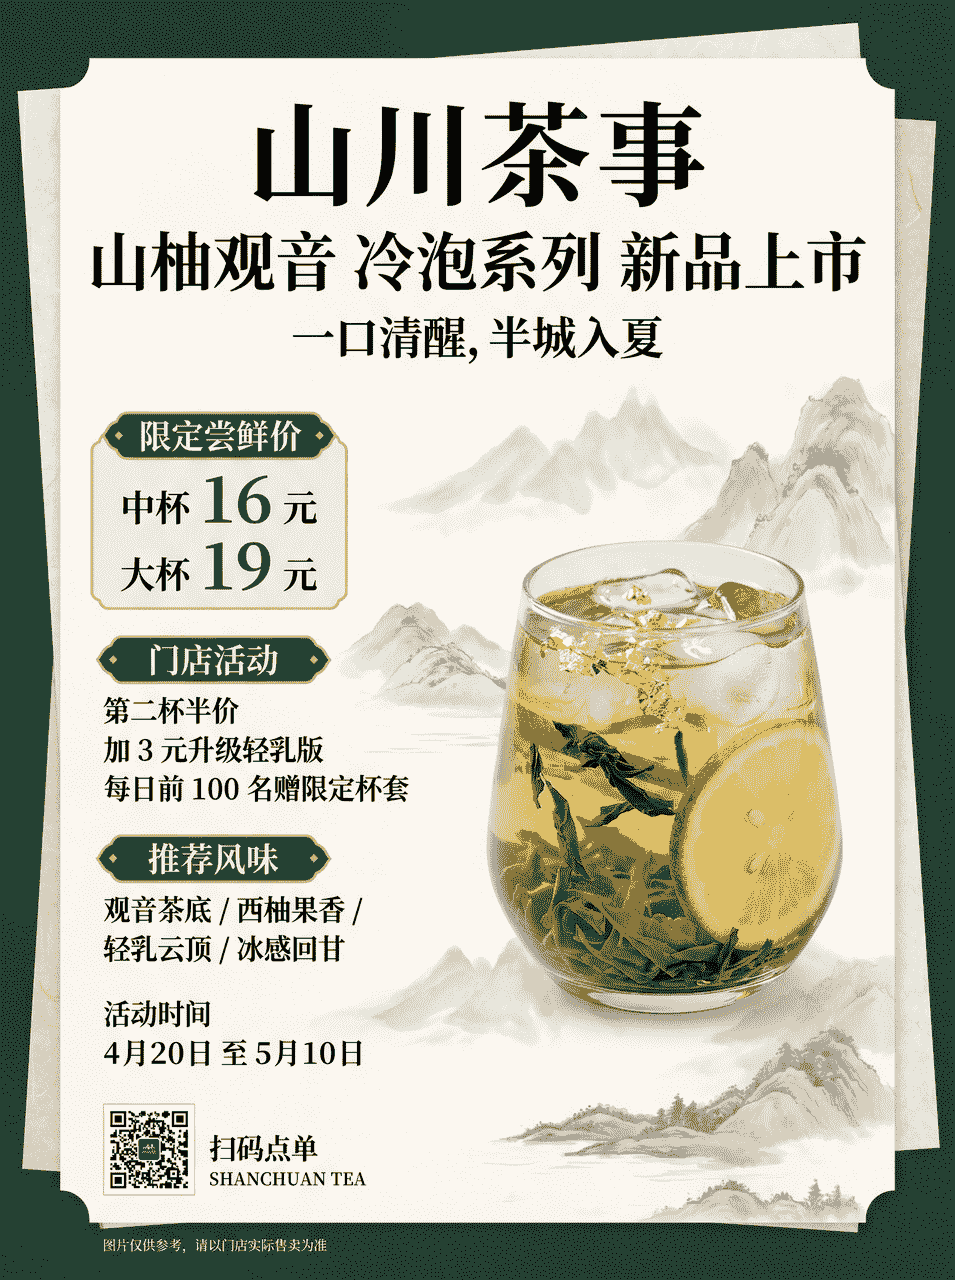 山川茶事
山柚观音 冷泡系列 新品上市
一口清醒, 半城入夏
限定尝鲜价
中杯 16 元
大杯 19 元
门店活动
第二杯半价
加 3 元升级轻乳版
每日前 100 名赠限定杯套
推荐风味
观音茶底 / 西柚果香 /
轻乳云顶 / 冰感回甘
活动时间
4月20日 至 5月10日
扫码点单
SHANCHUAN TEA
图片仅供参考，请以门店实际售卖为准